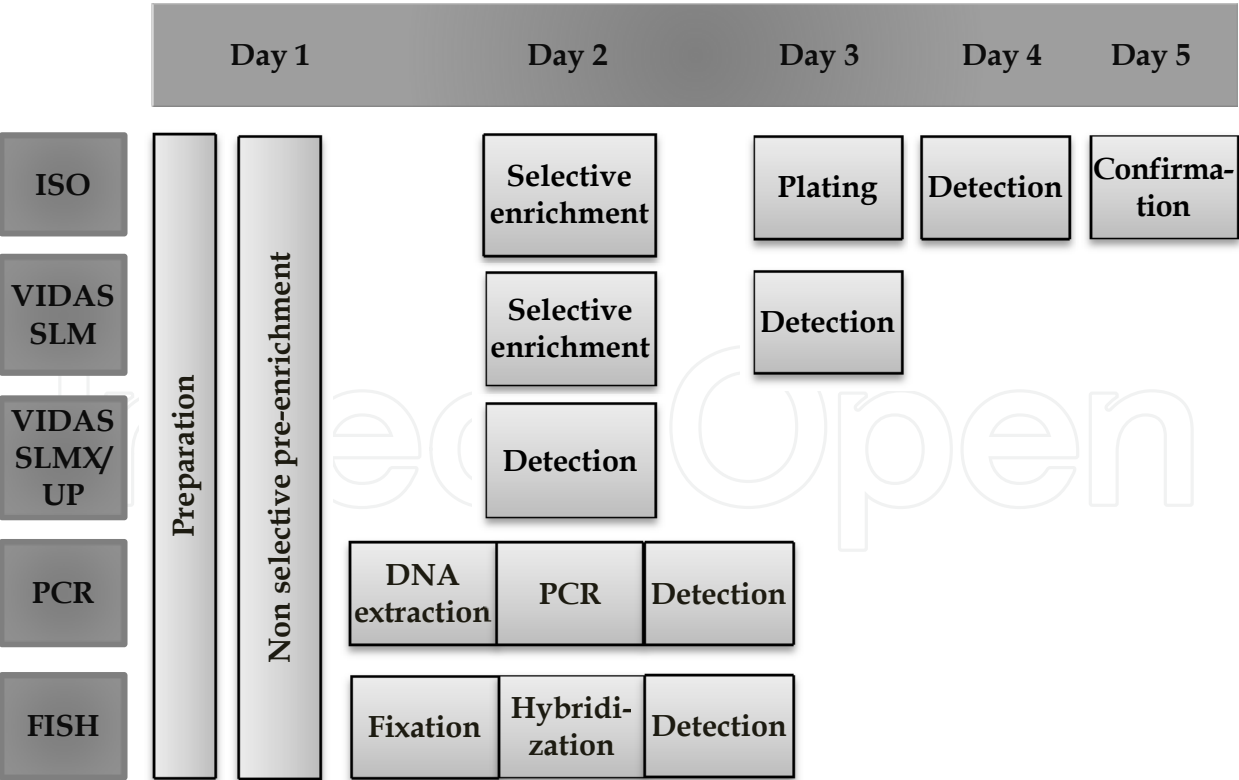 Day 1 Day 2 Day 3 Day 4 Day 5
Preparation
Non selective pre-enrichment
ISO
Selective
enrichment
Plating
Detection
Confirma-
tion
VIDAS
SLM
Selective
enrichment
Detection
VIDAS
SLMX/
UP
Detection
PCR
DNA
extraction
PCR
Detection
FISH
Fixation
Hybridi-
zation
Detection